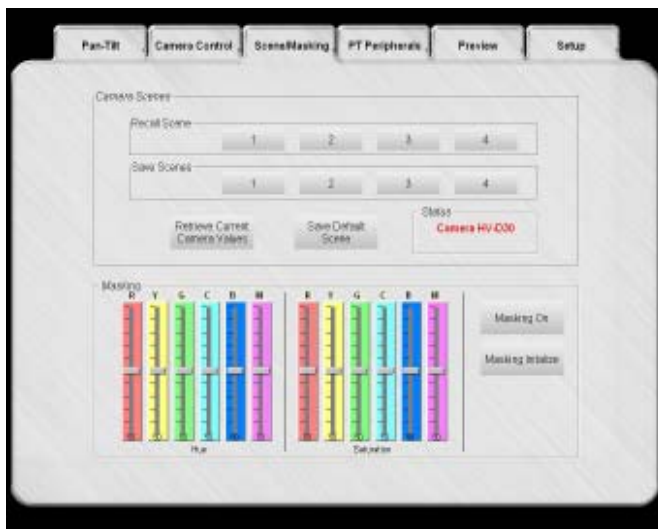 Pan-Tilt Camera Control Scene/Masking PT Peripherals Preview Setup
Camera Scenes
Recall Scene
1 2 3 4
Save Scenes
1 2 3 4
Retrieve Current Camera Values
Save Default Scene
Status
Camera HV-D30
Masking
R Y G C B M R Y G C B M
Masking On
Masking Initialize
Hue Saturation